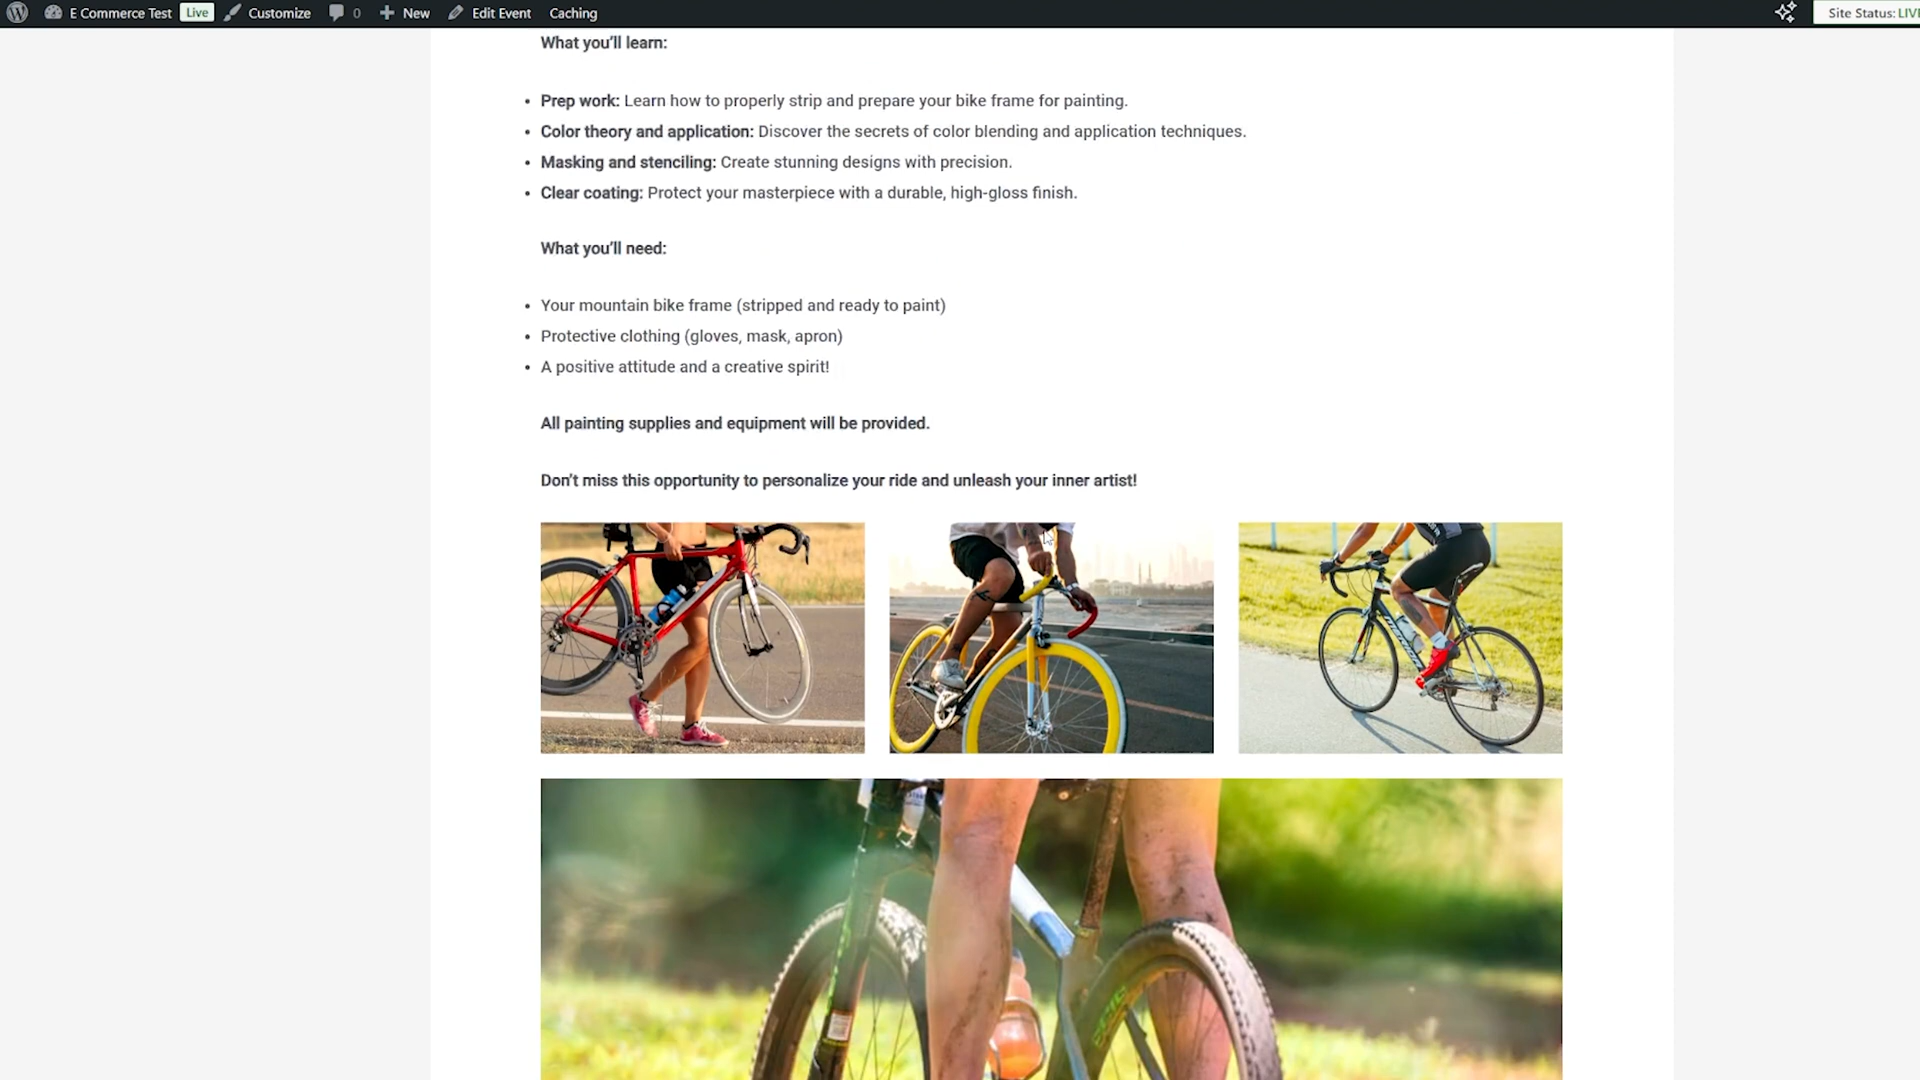 E Commerce Test Live Customize 0 New Edit Event Caching Site Status: LIV
What you’ll learn:
• Prep work: Learn how to properly strip and prepare your bike frame for painting.
• Color theory and application: Discover the secrets of color blending and application techniques.
• Masking and stenciling: Create stunning designs with precision.
• Clear coating: Protect your masterpiece with a durable, high-gloss finish.
What you’ll need:
• Your mountain bike frame (stripped and ready to paint)
• Protective clothing (gloves, mask, apron)
• A positive attitude and a creative spirit!
All painting supplies and equipment will be provided.
Don’t miss this opportunity to personalize your ride and unleash your inner artist!